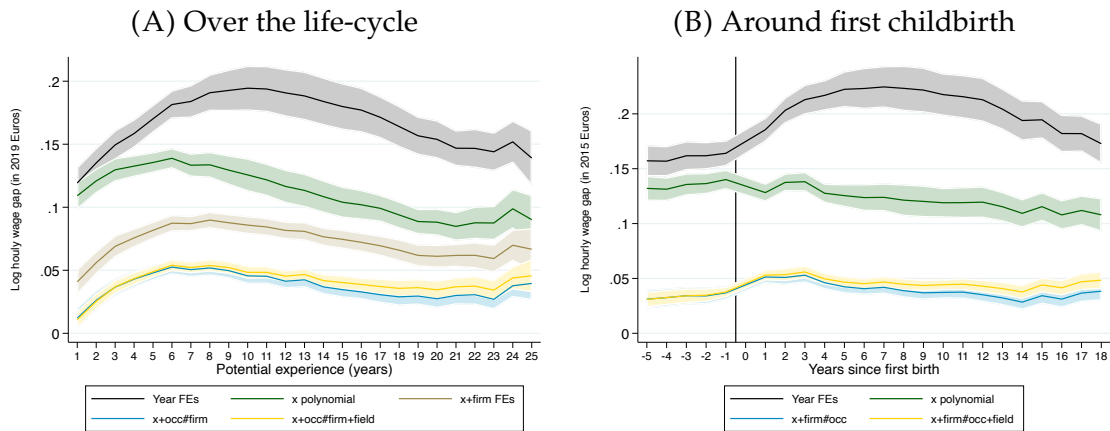 (A) Over the life-cycle
Log houly wage gap (in 2019 Euros)
.2
.15
.1
.05
0
1 2 3 4 5 6 7 8 9 10 11 12 13 14 15 16 17 18 19 20 21 22 23 24 25
Potential experience (years)
Year FEs x polynomial x+firm FEs
x+occ#firm x+occ#firm+field
(B) Around first childbirth
Log hourly wage gap (in 2015 Euros)
.2
.15
.1
.05
0
-5 -4 -3 -2 -1 0 1 2 3 4 5 6 7 8 9 10 11 12 13 14 15 16 17 18
Years since first birth
Year FEs x polynomial
x+firm#occ x+firm#occ+field